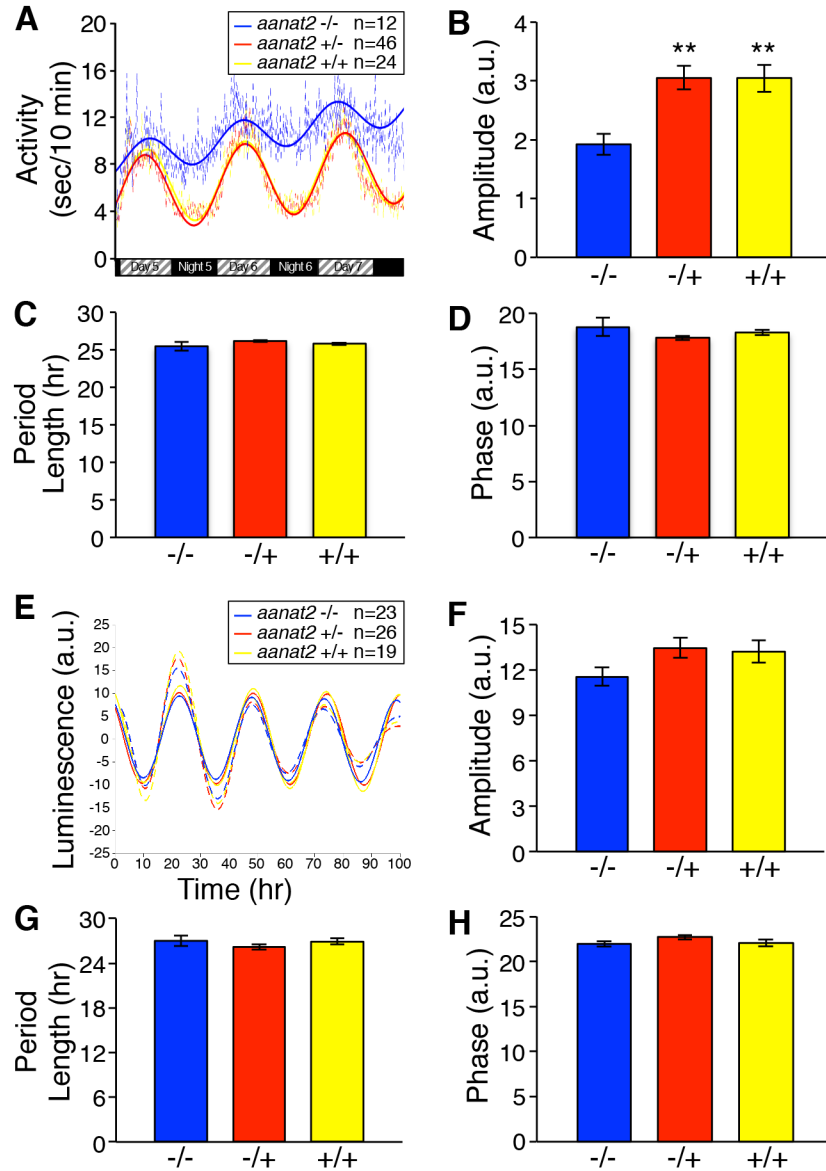 A
Activity
(sec/10 min)
20
16
12
8
4
0
aanat2 -/- n=12
aanat2 +/- n=46
aanat2 +/+ n=24
Day 5
Night 5
Day 6
Night 6
Day 7
B
Amplitude (a.u.)
4
3
2
1
0
**
**
-/-
-/+
+/+
C
Period
Length (hr)
30
25
20
15
10
5
0
-/-
-/+
+/+
D
Phase (a.u.)
20
15
10
5
0
-/-
-/+
+/+
E
Luminescence (a.u.)
25
20
15
10
5
0
-5
-10
-15
-20
-25
aanat2 -/- n=23
aanat2 +/- n=26
aanat2 +/+ n=19
0 10 20 30 40 50 60 70 80 90 100
Time (hr)
F
Amplitude (a.u.)
15
12
9
6
3
0
-/-
-/+
+/+
G
Period
Length (hr)
30
24
18
12
6
0
-/-
-/+
+/+
H
Phase (a.u.)
25
20
15
10
5
0
-/-
-/+
+/+